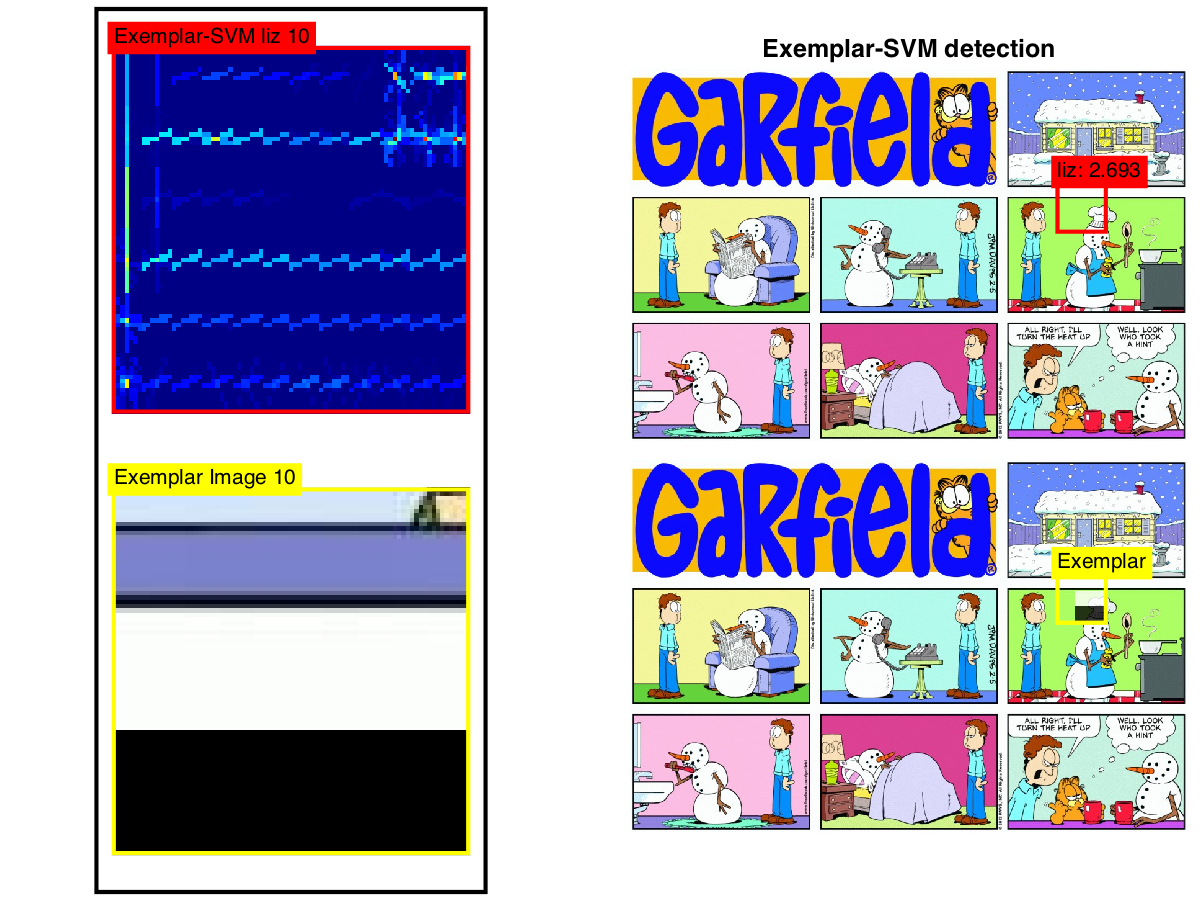 Exemplar-SVM liz 10
Exemplar Image 10
Exemplar-SVM detection
GARfield
liz: 2.693
JIM DAVIS 2-5
ALL RIGHT, I'LL
TURN THE HEAT UP
WELL, LOOK
WHO TOOK
A HINT
GARfield
Exemplar
JIM DAVIS 2-5
ALL RIGHT, I'LL
TURN THE HEAT UP
WELL, LOOK
WHO TOOK
A HINT